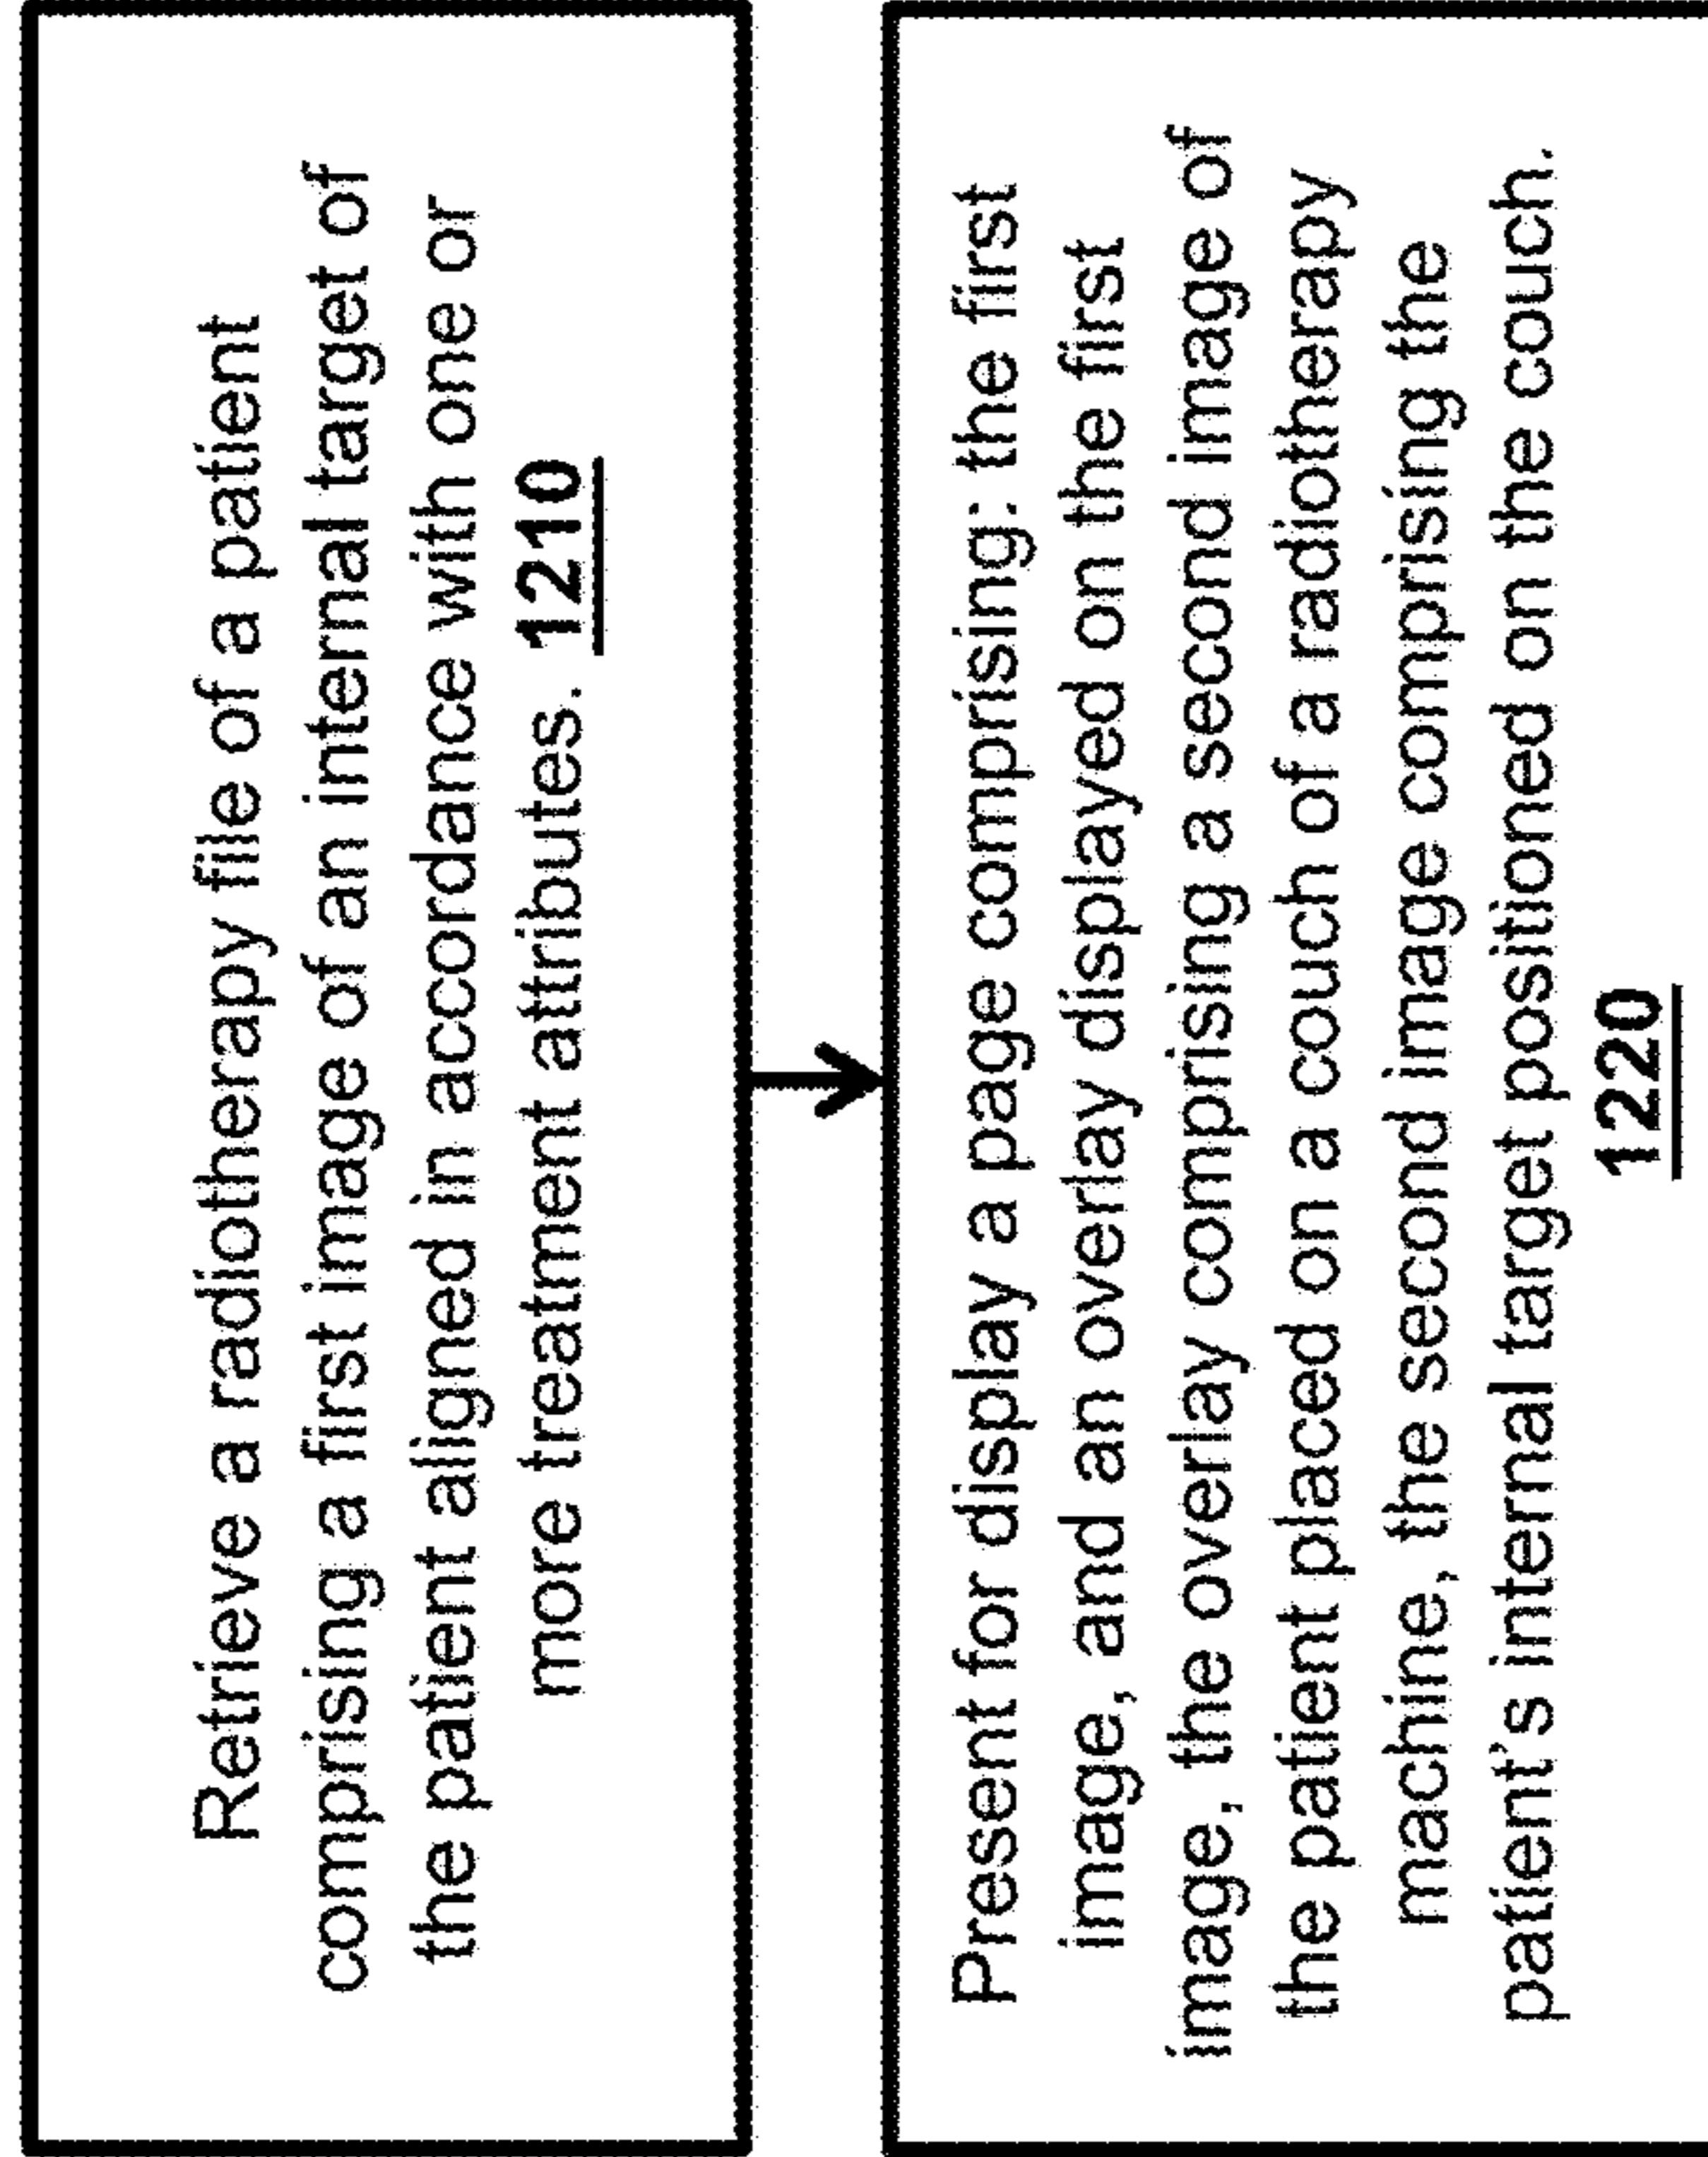 Retrieve a radiotherapy file of a patient
comprising a first image of an internal target of
the patient aligned in accordance with one or
more treatment attributes. 1210
Present for display a page comprising: the first
image, and an overlay displayed on the first
image, the overlay comprising a second image of
the patient placed on a couch of a radiotherapy
machine, the second image comprising the
patient's internal target positioned on the couch.
1220